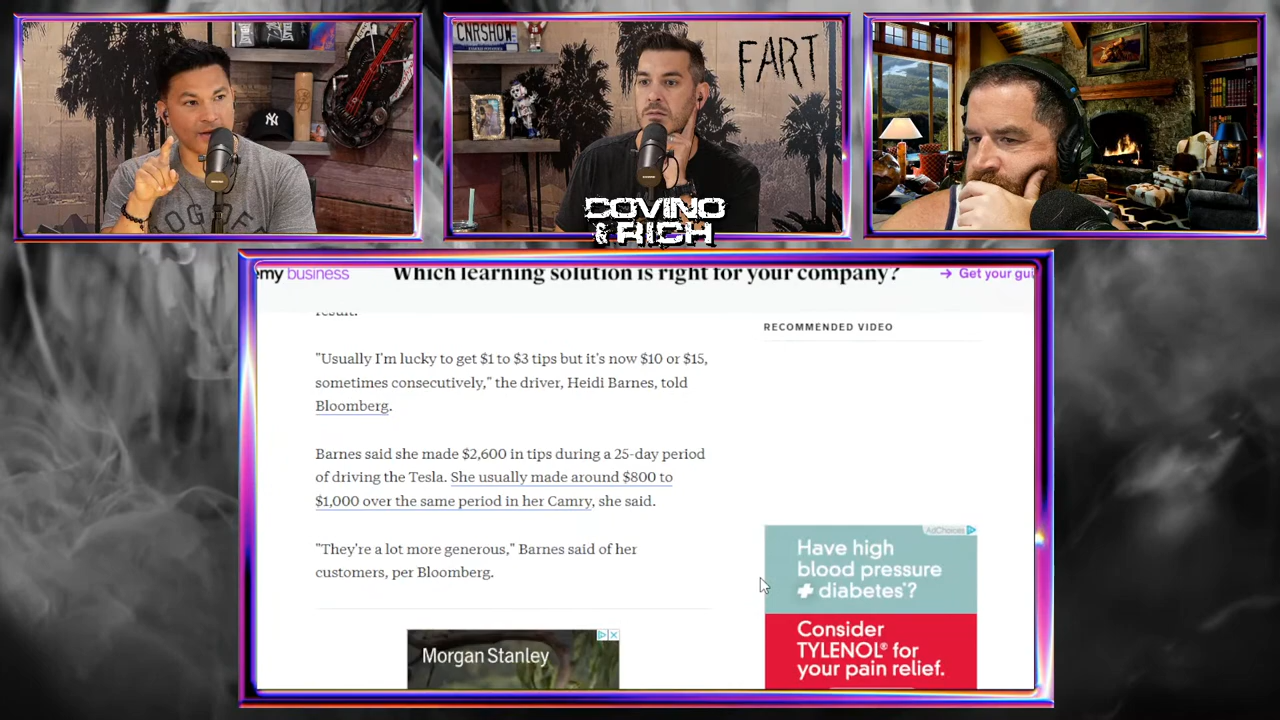 CNRSHOW
FART
COVINO
& RICH
emy business
Which learning solution is right for your company?
→ Get your gui
result.
"Usually I'm lucky to get $1 to $3 tips but it's now $10 or $15,
sometimes consecutively," the driver, Heidi Barnes, told
Bloomberg.
Barnes said she made $2,600 in tips during a 25-day period
of driving the Tesla. She usually made around $800 to
$1,000 over the same period in her Camry, she said.
"They're a lot more generous," Barnes said of her
customers, per Bloomberg.
Morgan Stanley
RECOMMENDED VIDEO
AdChoices
Have high
blood pressure
+ diabetes*?
Consider
TYLENOL® for
your pain relief.